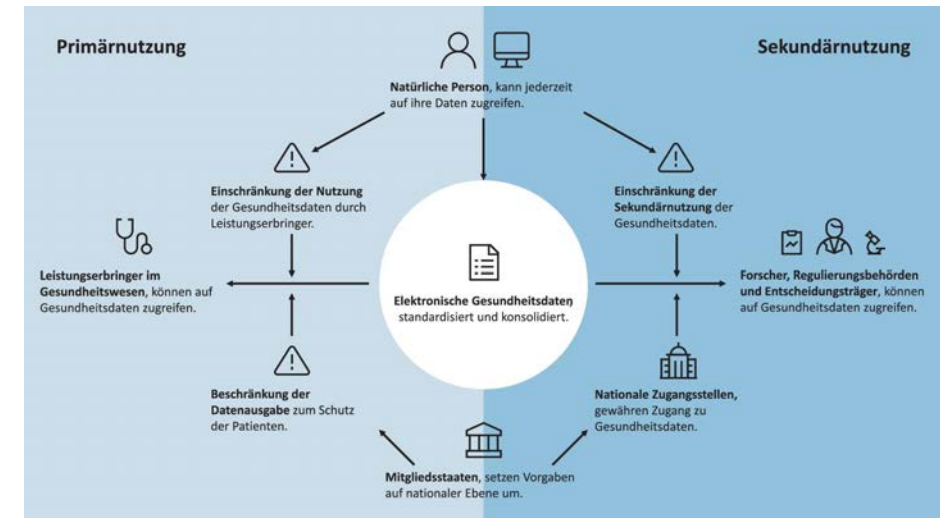 Primärnutzung
Sekundärnutzung
Natürliche Person, kann jederzeit
auf ihre Daten zugreifen.
Einschränkung der Nutzung
der Gesundheitsdaten durch
Leistungserbringer.
Einschränkung der
Sekundärnutzung der
Gesundheitsdaten.
Leistungserbringer im
Gesundheitswesen, können auf
Gesundheitsdaten zugreifen.
Elektronische Gesundheitsdaten,
standardisiert und konsolidiert.
Forscher, Regulierungsbehörden
und Entscheidungsträger, können
auf Gesundheitsdaten zugreifen.
Beschränkung der
Datenausgabe zum Schutz
der Patienten.
Nationale Zugangsstellen,
gewähren Zugang zu
Gesundheitsdaten.
Mitgliedsstaaten, setzen Vorgaben
auf nationaler Ebene um.